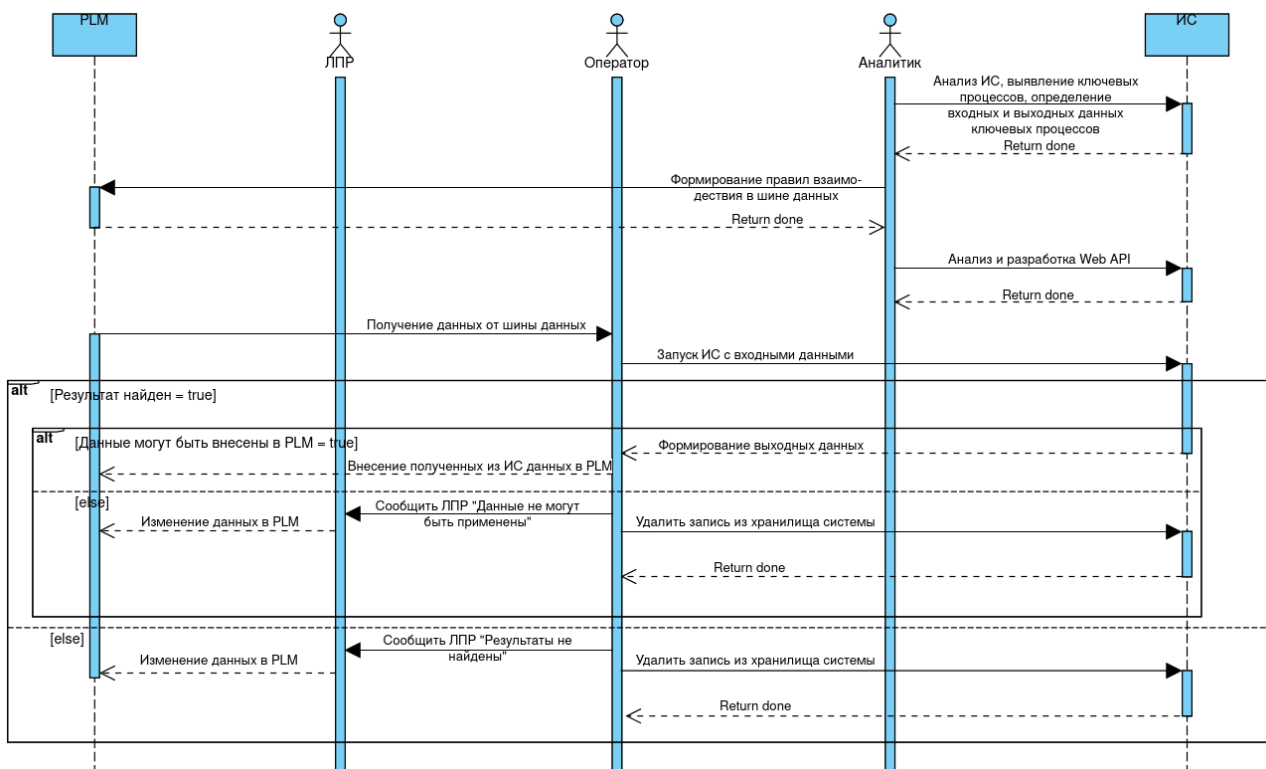 PLM
ЛПР
Оператор
Аналитик
ИС
Анализ ИС, выявление ключевых
процессов, определение
входных и выходных данных
ключевых процессов
Return done
Формирование правил взаимо-
дествия в шине данных
Return done
Анализ и разработка Web API
Return done
Получение данных от шины данных
Запуск ИС с входными данными
alt
[Результат найден = true]
alt
[Данные могут быть внесены в PLM = true]
Формирование выходных данных
Внесение полученных из ИС данных в PLM
[else]
Сообщить ЛПР "Данные не могут
быть применены"
Изменение данных в PLM
Удалить запись из хранилища системы
Return done
[else]
Сообщить ЛПР "Результаты не
найдены"
Изменение данных в PLM
Удалить запись из хранилища системы
Return done